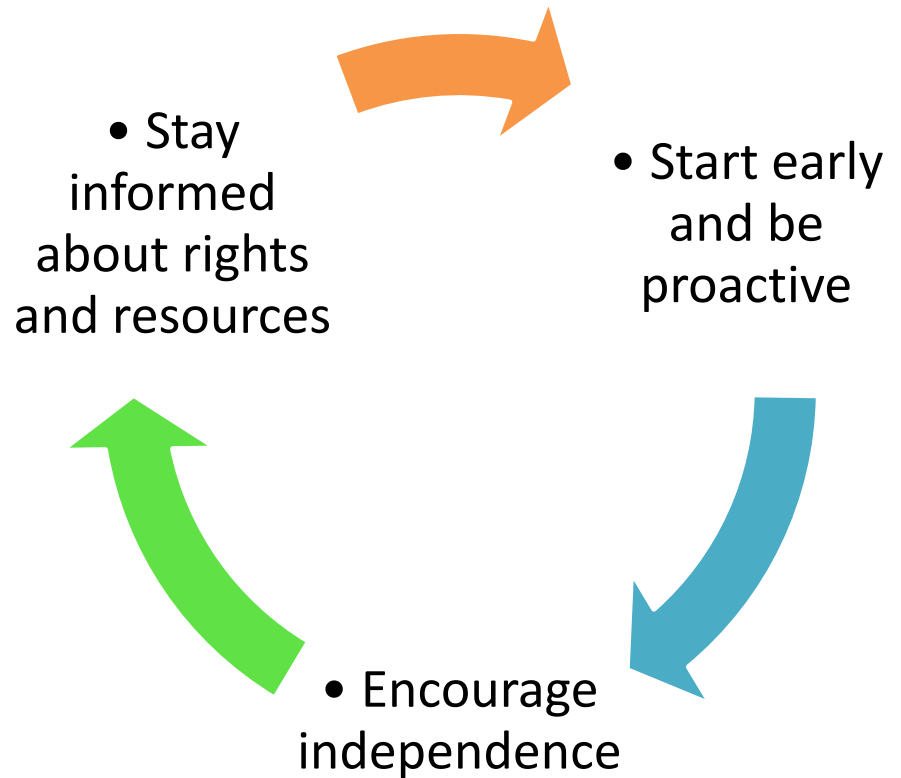 • Stay
informed
about rights
and resources
• Start early
and be
proactive
• Encourage
independence